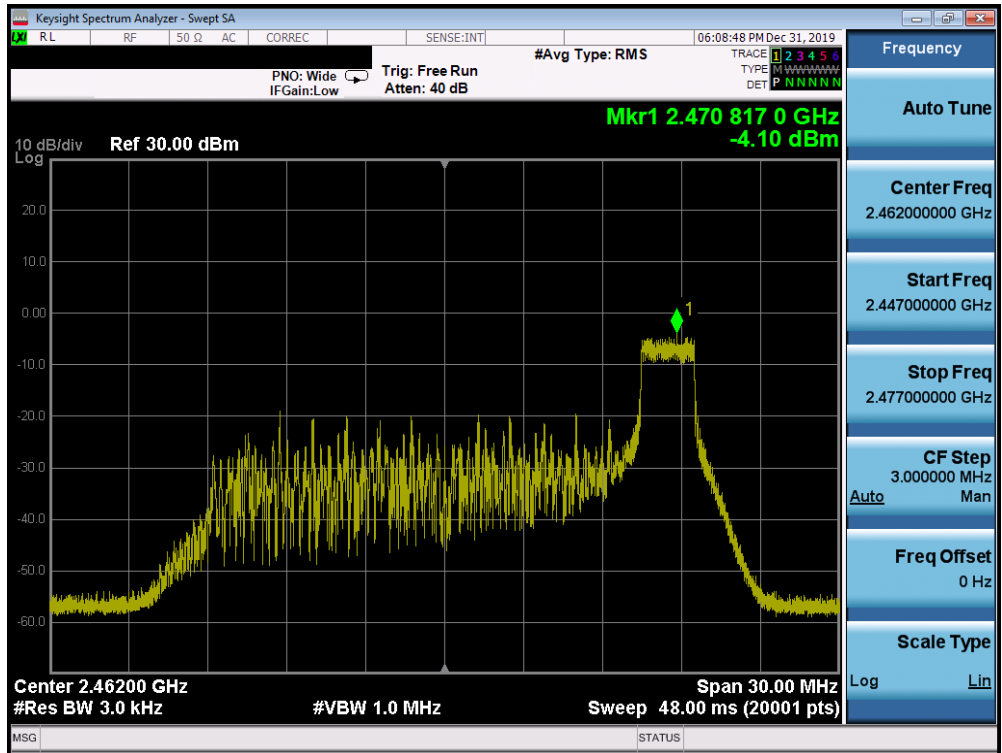 Keysight Spectrum Analyzer - Swept SA
LXI RL RF 50 Ω AC CORREC SENSE:INT 06:08:48 PM Dec 31, 2019
#Avg Type: RMS TRACE 1 2 3 4 5 6
PNO: Wide Trig: Free Run TYPE M WWWWW
IFGain:Low Atten: 40 dB DET P N N N N N
Mkr1 2.470 817 0 GHz
-4.10 dBm
10 dB/div Ref 30.00 dBm
Log
20.0
10.0
0.00
-10.0
-20.0
-30.0
-40.0
-50.0
-60.0
1
Center 2.46200 GHz Span 30.00 MHz
#Res BW 3.0 kHz #VBW 1.0 MHz Sweep 48.00 ms (20001 pts)
MSG STATUS
Frequency
Auto Tune
Center Freq
2.462000000 GHz
Start Freq
2.447000000 GHz
Stop Freq
2.477000000 GHz
CF Step
3.000000 MHz
Auto Man
Freq Offset
0 Hz
Scale Type
Log Lin